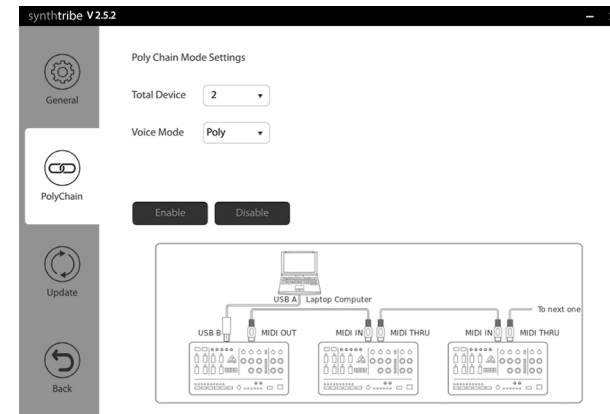 synthtribe V 2.5.2
General
PolyChain
Update
Back
Poly Chain Mode Settings
Total Device 2
Voice Mode Poly
Enable Disable
USB A Laptop Computer
To next one
USB B MIDI OUT MIDI IN MIDI THRU MIDI IN MIDI THRU